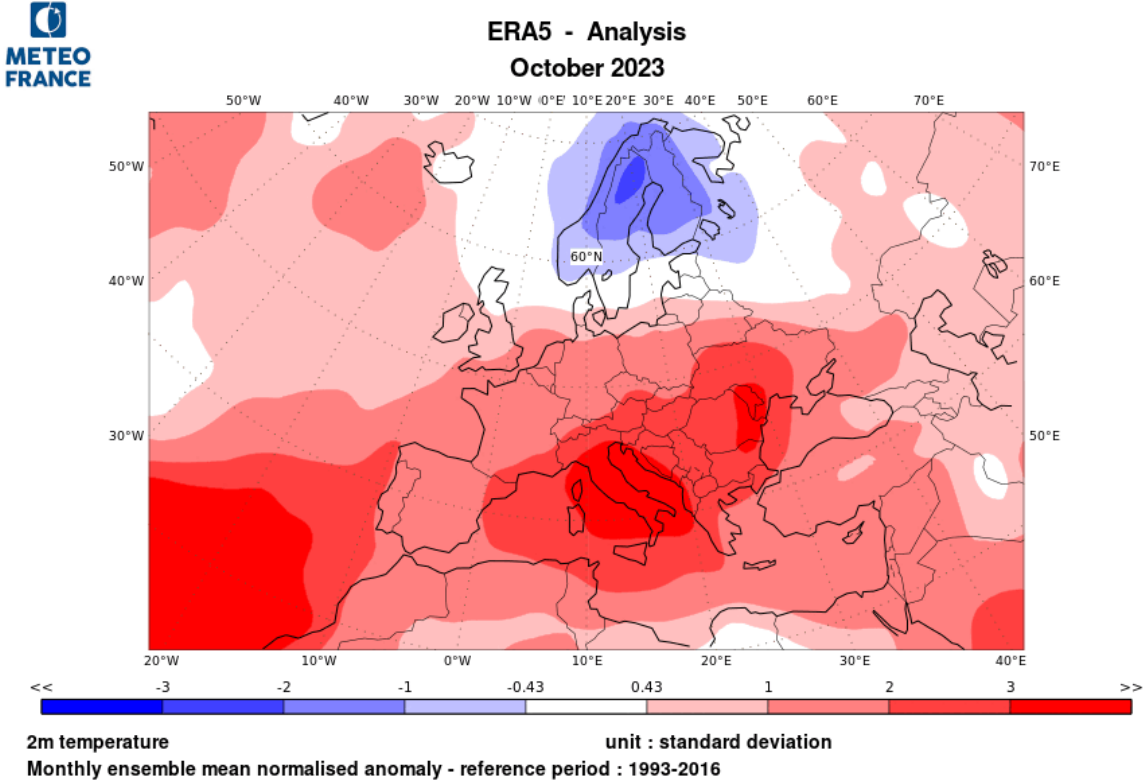 METEO
FRANCE
ERA5 - Analysis
October 2023
50°W 40°W 30°W 20°W 10°W 0°E 10°E 20°E 30°E 40°E 50°E 60°E 70°E
50°W 70°E
60°N
40°W 60°E
30°W 50°E
20°W 10°W 0°W 10°E 20°E 30°E 40°E
<< -3 -2 -1 -0.43 0.43 1 2 3 >>
2m temperature unit : standard deviation
Monthly ensemble mean normalised anomaly - reference period : 1993-2016